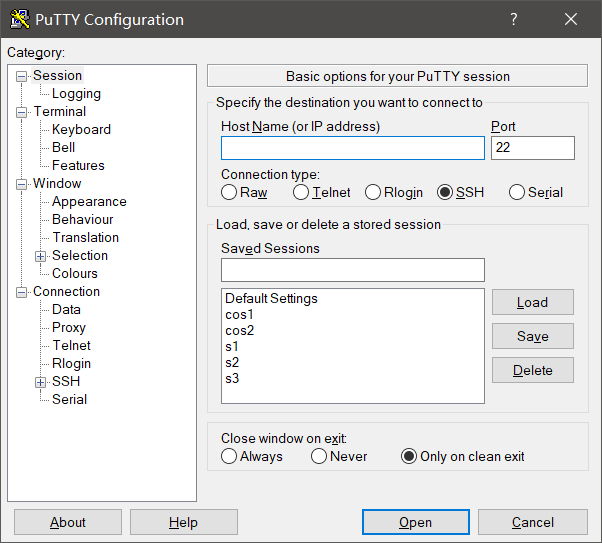 PuTTY Configuration
?
Category:
Session
Logging
Terminal
Keyboard
Bell
Features
Window
Appearance
Behaviour
Translation
Selection
Colours
Connection
Data
Proxy
Telnet
Rlogin
SSH
Serial
Basic options for your PuTTY session
Specify the destination you want to connect to
Host Name (or IP address) Port
22
Connection type:
Raw Telnet Rlogin SSH Serial
Load, save or delete a stored session
Saved Sessions
Default Settings
cos1
cos2
s1
s2
s3
Load
Save
Delete
Close window on exit:
Always Never Only on clean exit
About Help Open Cancel